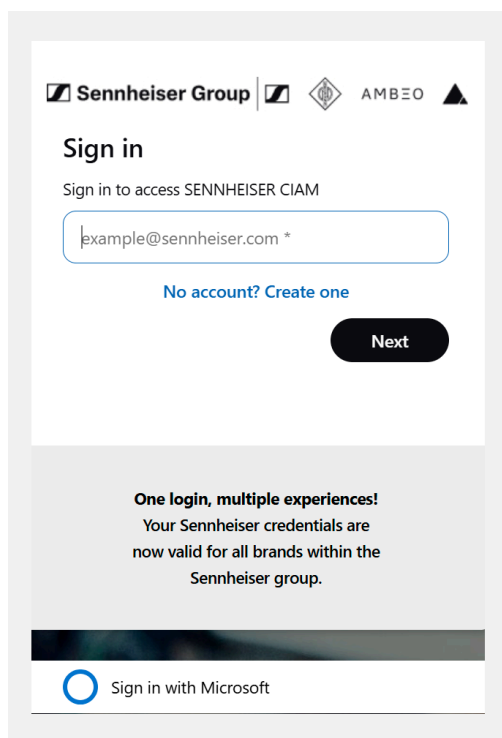 Sennheiser Group AMBEO
Sign in
Sign in to access SENNHEISER CIAM
example@sennheiser.com *
No account? Create one
Next
One login, multiple experiences!
Your Sennheiser credentials are
now valid for all brands within the
Sennheiser group.
Sign in with Microsoft